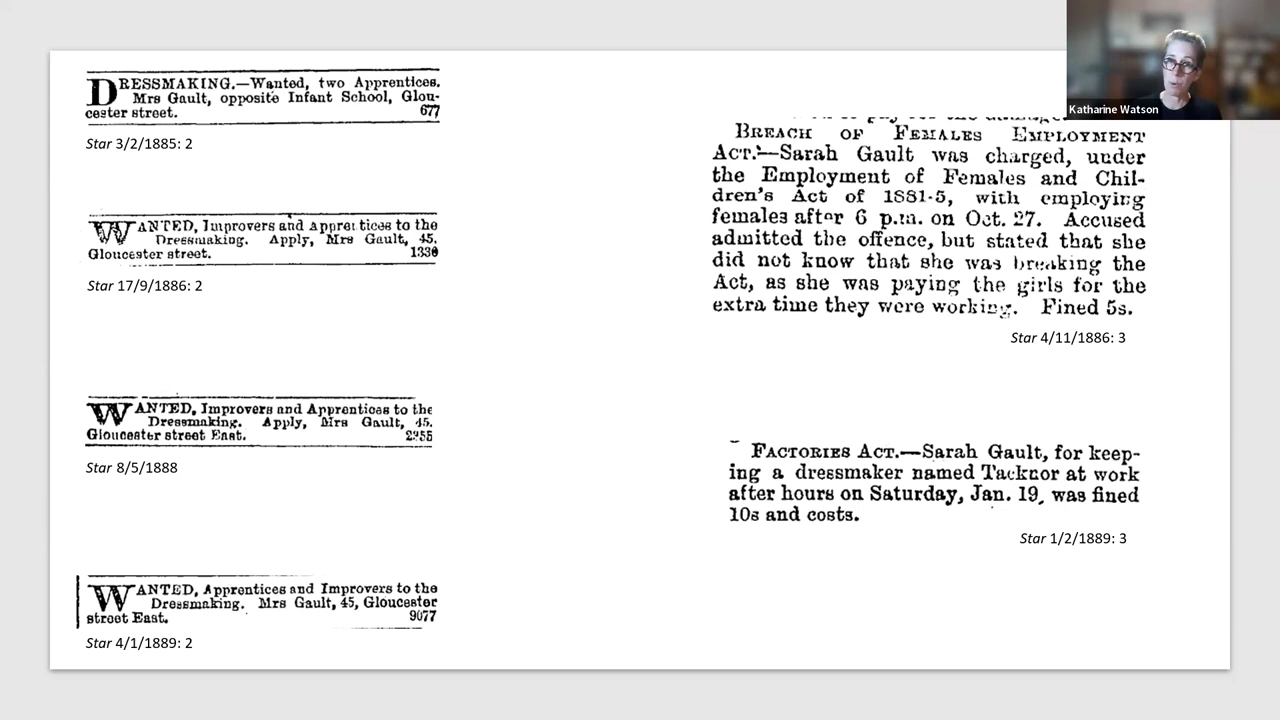 DRESSMAKING.—Wanted, two Apprentices.
Mrs Gault, opposite Infant School, Glou-
cester street. 677
Star 3/2/1885: 2
WANTED, Improvers and Apprentices to the
Dressmaking. Apply, Mrs Gault, 45,
Gloucester street. 1330
Star 17/9/1886: 2
WANTED, Improvers and Apprentices to the
Dressmaking. Apply, Mrs Gault, 45,
Gloucester street East.
Star 8/5/1888
WANTED, Apprentices and Improvers to the
Dressmaking. Mrs Gault, 45, Gloucester
street East. 9077
Star 4/1/1889: 2
Katharine Watson
BREACH OF FEMALES EMPLOYMENT
ACT.—Sarah Gault was charged, under
the Employment of Females and Chil-
dren's Act of 1881-5, with employing
females after 6 p.m. on Oct. 27. Accused
admitted the offence, but stated that she
did not know that she was breaking the
Act, as she was paying the girls for the
extra time they were working. Fined 5s.
Star 4/11/1886: 3
FACTORIES ACT.—Sarah Gault, for keep-
ing a dressmaker named Tacknor at work
after hours on Saturday, Jan. 19, was fined
10s and costs.
Star 1/2/1889: 3